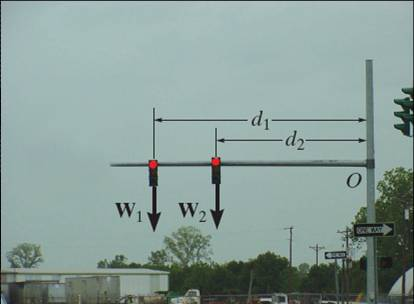 d₁
d₂
O
W₁ W₂
ONE WAY